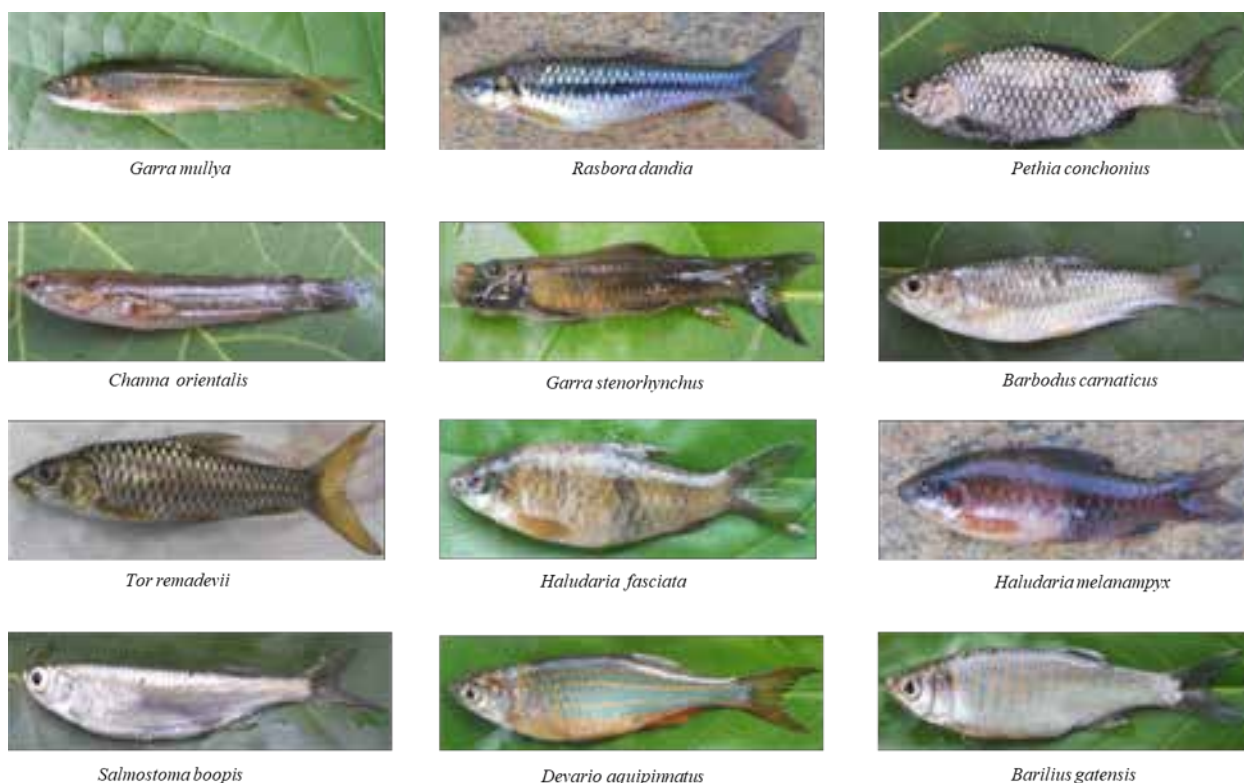 Garra mullya
Rasbora dandia
Pethia conchonius
Channa orientalis
Garra stenorhynchus
Barbodus carnaticus
Tor remadevii
Haludaria fasciata
Haludaria melanampyx
Salmostoma boopis
Devario aquipinnatus
Barilius gatensis